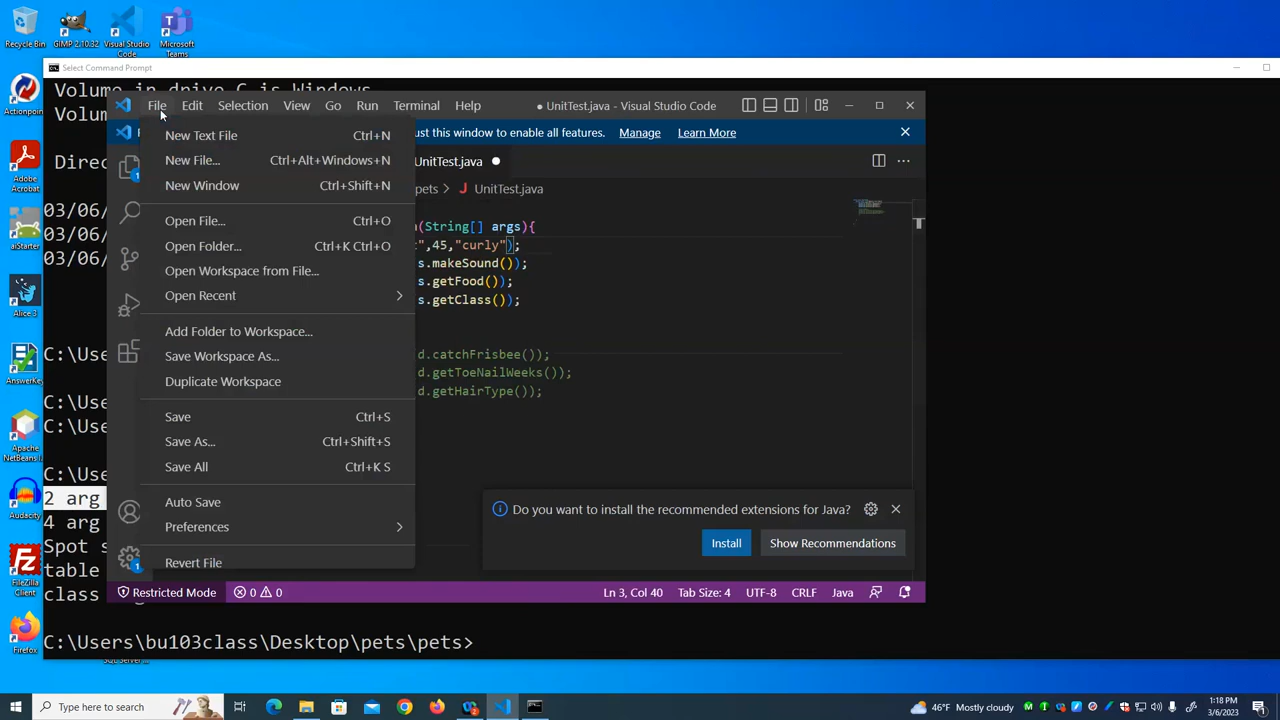 Recycle Bin
GIMP 2.10.32
Visual Studio Code
Microsoft Teams
Actionpoint
Adobe Acrobat
aiStarter
Alice 3
AnswerKey
Apache NetBeans I...
Audacity
FileZilla Client
Firefox
SQL Server...
Select Command Prompt
Volume in drive C is Windows
Volu
Direc
03/06/
03/06/
C:\Use
C:\Use
C:\Use
C:\Use
2 arg
4 arg
Spot s
table
class
C:\Users\bu103class\Desktop\pets\pets>
File Edit Selection View Go Run Terminal Help
● UnitTest.java - Visual Studio Code
ust this window to enable all features. Manage Learn More
UnitTest.java
pets > J UnitTest.java
(String[] args){
",45,"curly");
s.makeSound());
s.getFood());
s.getClass());
d.catchFrisbee());
d.getToeNailWeeks());
d.getHairType());
New Text File Ctrl+N
New File... Ctrl+Alt+Windows+N
New Window Ctrl+Shift+N
Open File... Ctrl+O
Open Folder... Ctrl+K Ctrl+O
Open Workspace from File...
Open Recent
Add Folder to Workspace...
Save Workspace As...
Duplicate Workspace
Save Ctrl+S
Save As... Ctrl+Shift+S
Save All Ctrl+K S
Auto Save
Preferences
Revert File
Do you want to install the recommended extensions for Java?
Install Show Recommendations
Restricted Mode 0 0 Ln 3, Col 40 Tab Size: 4 UTF-8 CRLF Java
Type here to search
46°F Mostly cloudy
1:18 PM
3/6/2023